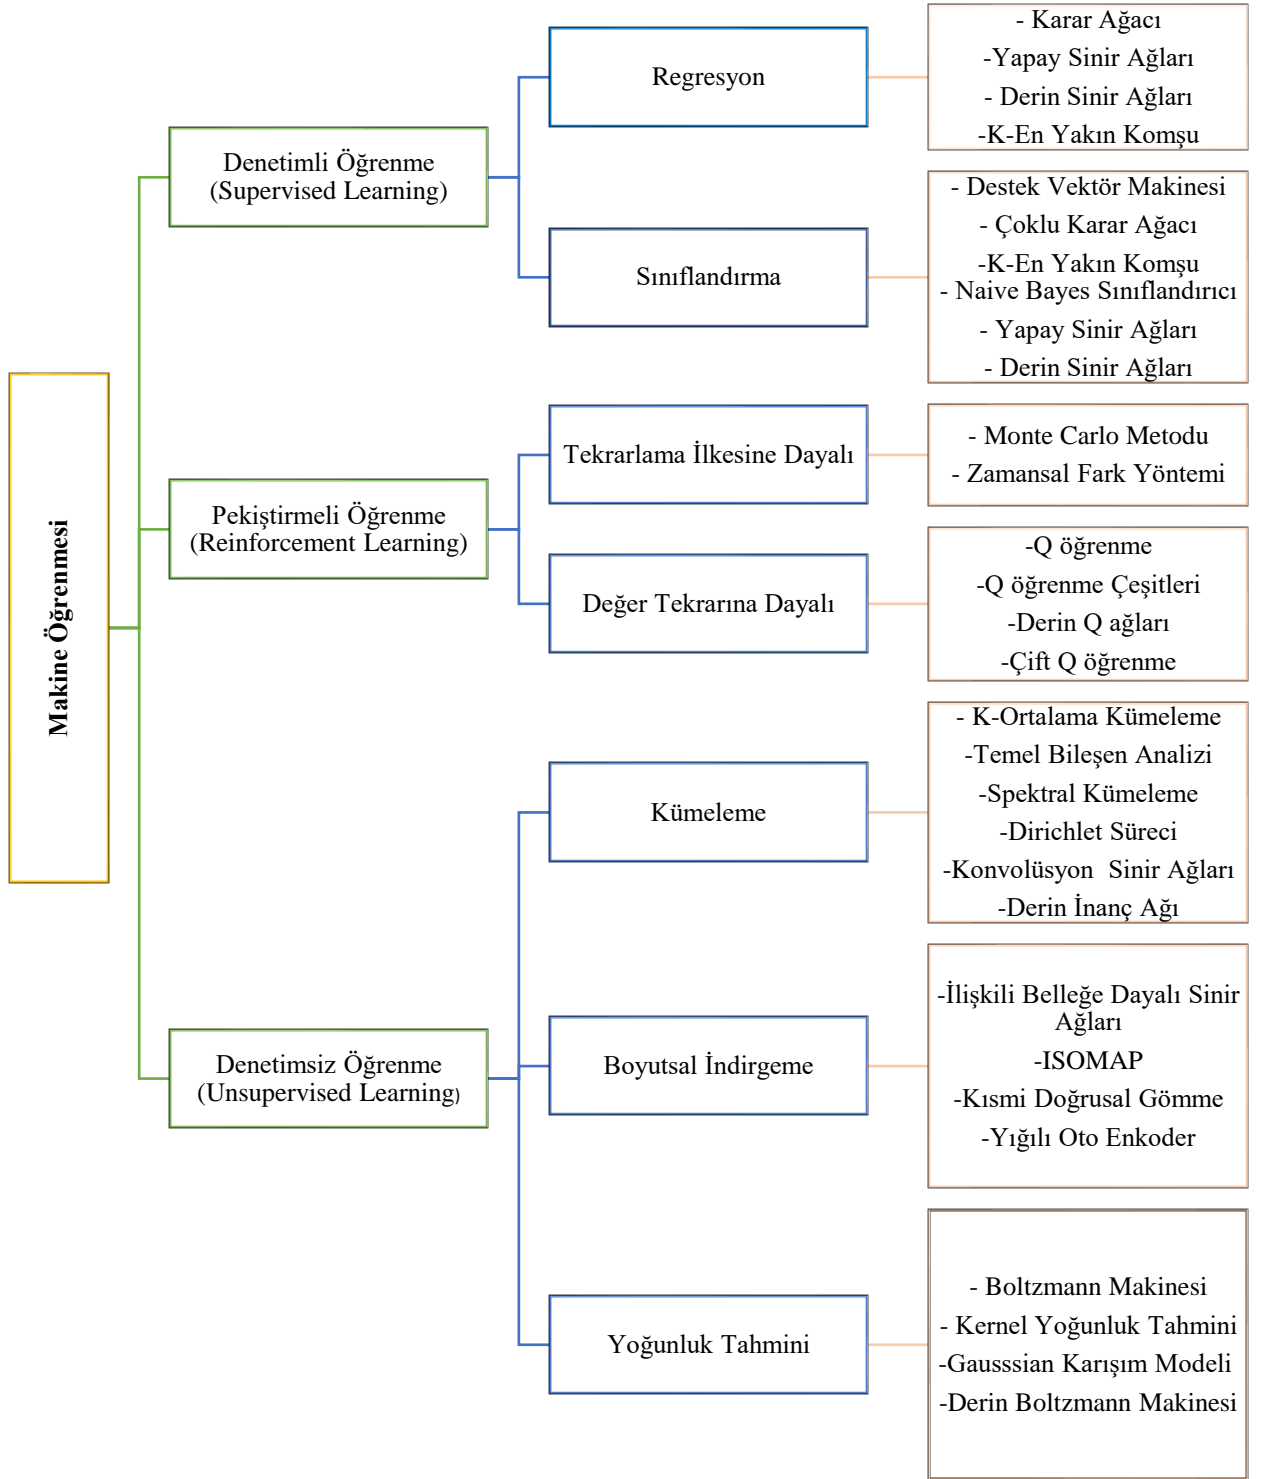 Makine Öğrenmesi
Denetimli Öğrenme
(Supervised Learning)
Regresyon
- Karar Ağacı
-Yapay Sinir Ağları
- Derin Sinir Ağları
-K-En Yakın Komşu
Sınıflandırma
- Destek Vektör Makinesi
- Çoklu Karar Ağacı
-K-En Yakın Komşu
- Naive Bayes Sınıflandırıcı
- Yapay Sinir Ağları
- Derin Sinir Ağları
Pekiştirmeli Öğrenme
(Reinforcement Learning)
Tekrarlama İlkesine Dayalı
- Monte Carlo Metodu
- Zamansal Fark Yöntemi
Değer Tekrarına Dayalı
-Q öğrenme
-Q öğrenme Çeşitleri
-Derin Q ağları
-Çift Q öğrenme
Denetimsiz Öğrenme
(Unsupervised Learning)
Kümeleme
- K-Ortalama Kümeleme
-Temel Bileşen Analizi
-Spektral Kümeleme
-Dirichlet Süreci
-Konvolüsyon  Sinir Ağları
-Derin İnanç Ağı
Boyutsal İndirgeme
-İlişkili Belleğe Dayalı Sinir
Ağları
-ISOMAP
-Kısmi Doğrusal Gömme
-Yığılı Oto Enkoder
Yoğunluk Tahmini
- Boltzmann Makinesi
- Kernel Yoğunluk Tahmini
-Gausssian Karışım Modeli
-Derin Boltzmann Makinesi